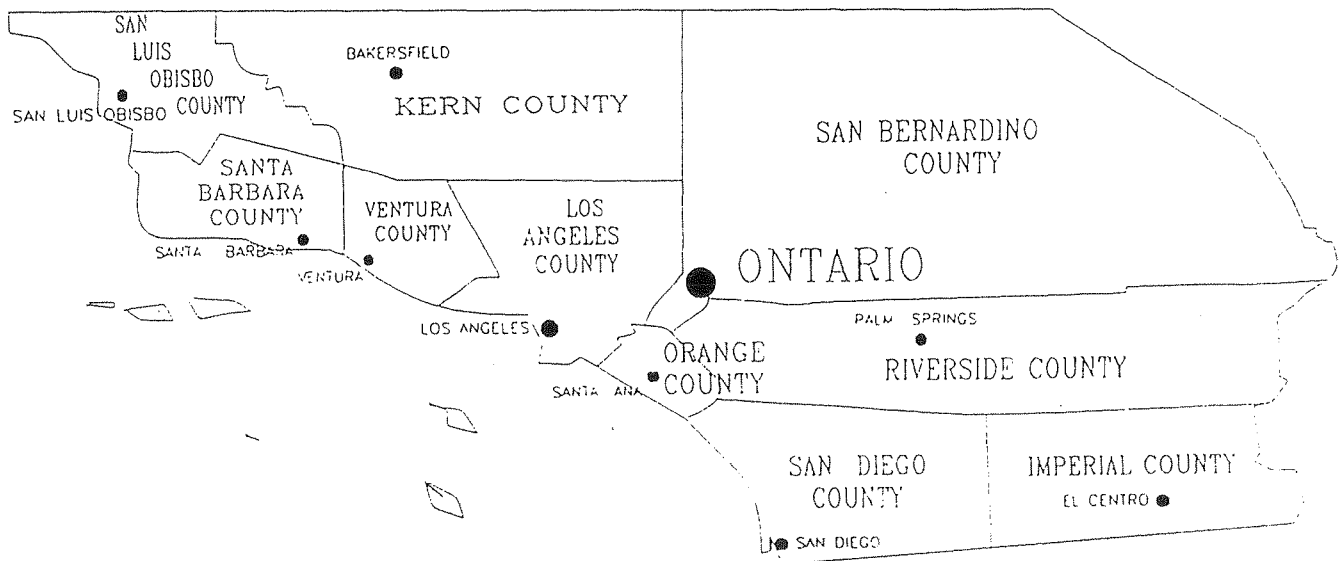 SAN
LUIS
OBISBO
COUNTY
SAN LUIS OBISBO
BAKERSFIELD
KERN COUNTY
SAN BERNARDINO
COUNTY
SANTA
BARBARA
COUNTY
SANTA BARBARA
VENTURA
COUNTY
VENTURA
LOS
ANGELES
COUNTY
ONTARIO
LOS ANGELES
PALM SPRINGS
ORANGE
COUNTY
RIVERSIDE COUNTY
SANTA ANA
SAN DIEGO
COUNTY
IMPERIAL COUNTY
EL CENTRO
SAN DIEGO